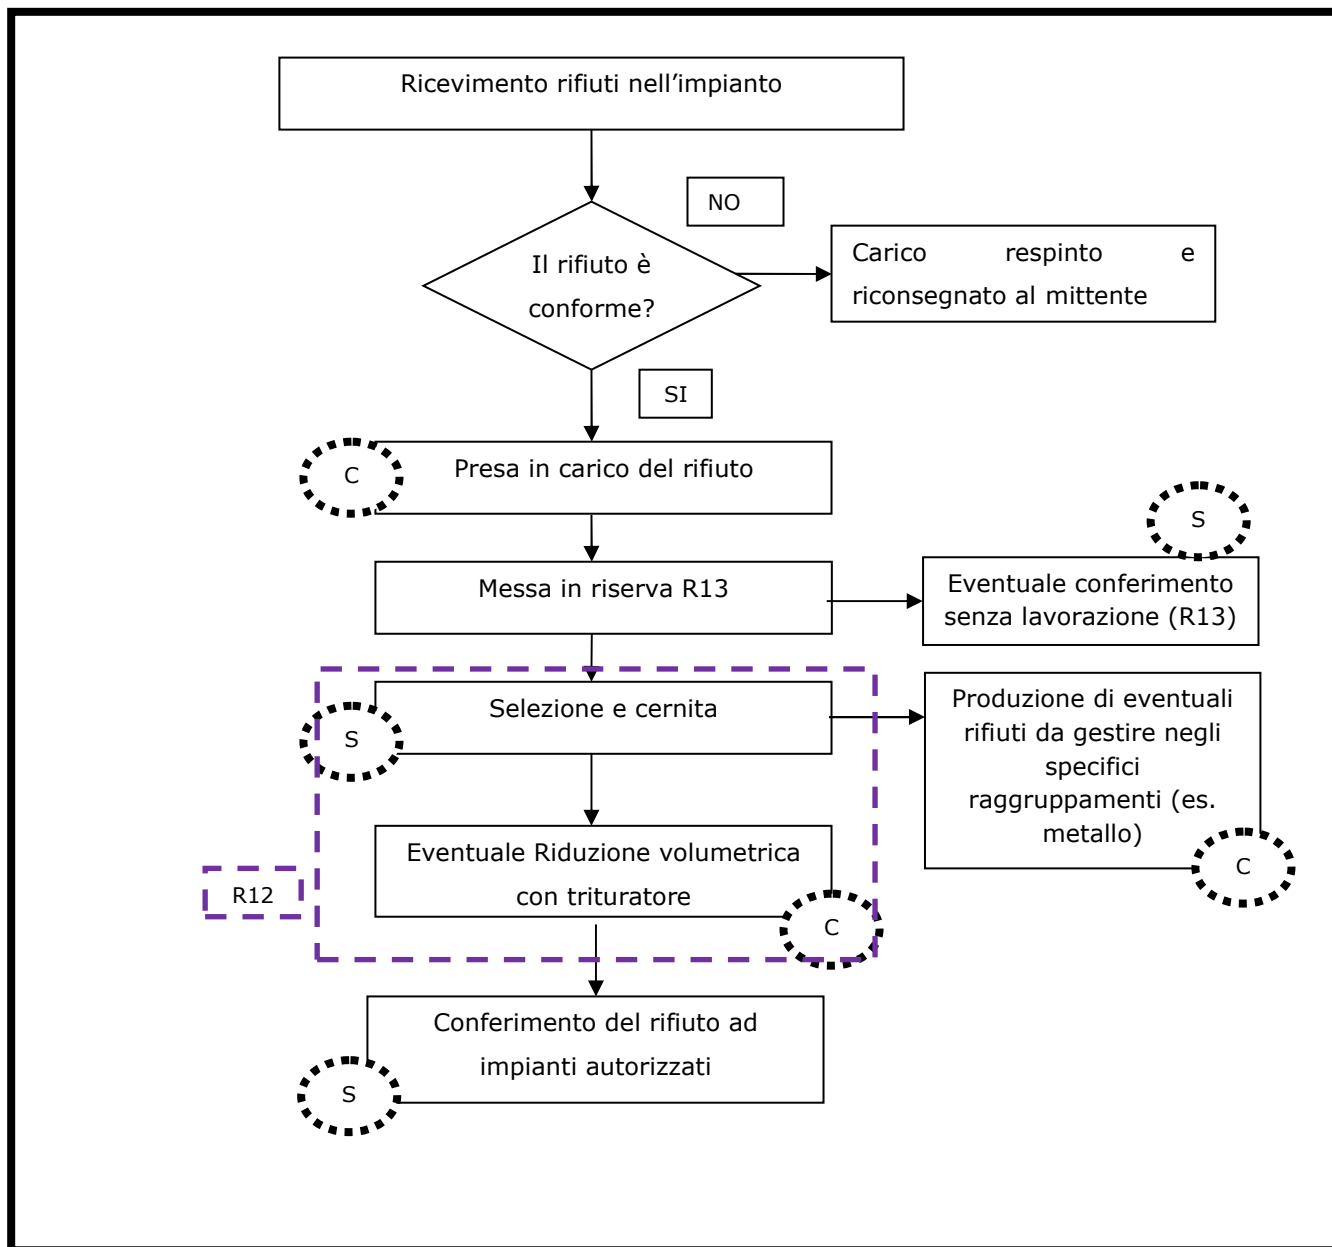 Ricevimento rifiuti nell’impianto
NO
Il rifiuto è
conforme?
Carico respinto e
riconsegnato al mittente
SI
C
Presa in carico del rifiuto
S
Messa in riserva R13
Eventuale conferimento
senza lavorazione (R13)
Selezione e cernita
S
Produzione di eventuali
rifiuti da gestire negli
specifici
raggruppamenti (es.
metallo)
C
Eventuale Riduzione volumetrica
con trituratore
R12
C
Conferimento del rifiuto ad
impianti autorizzati
S